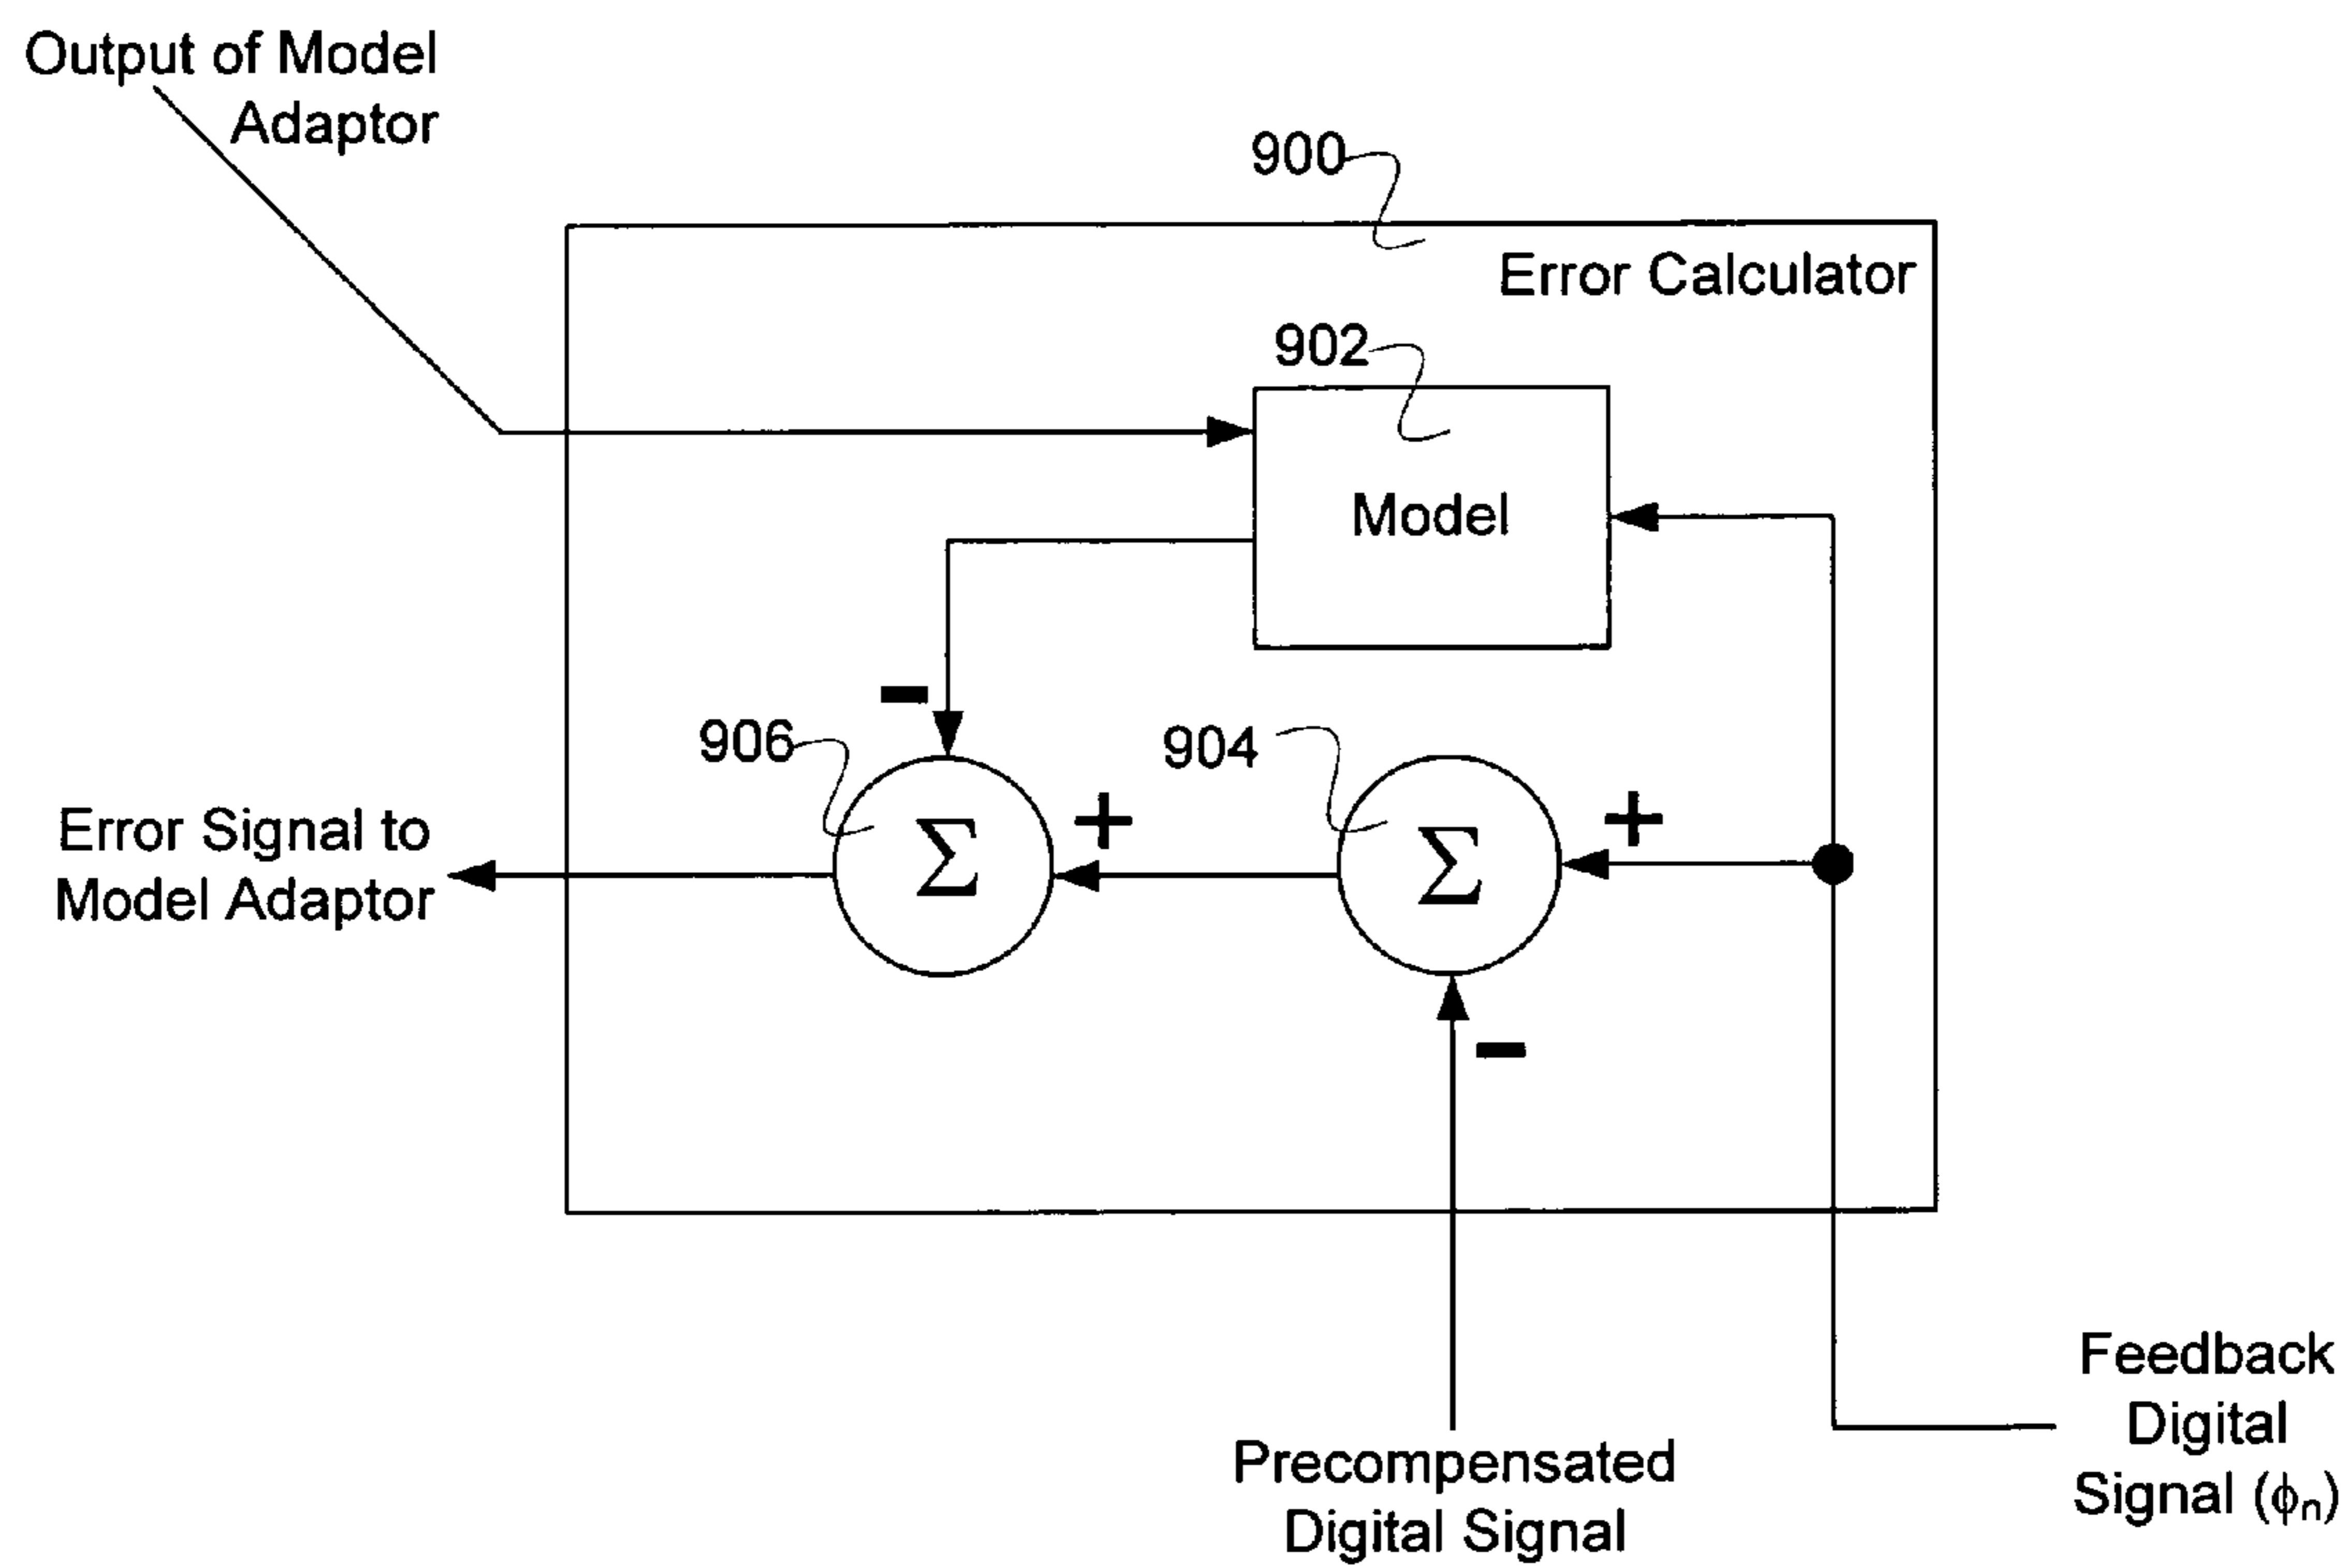 Output of Model
Adaptor
900
Error Calculator
902
Model
-
906
904
+
+
Σ
Σ
Error Signal to
Model Adaptor
-
Feedback
Digital
Signal (ϕn)
Precompensated
Digital Signal